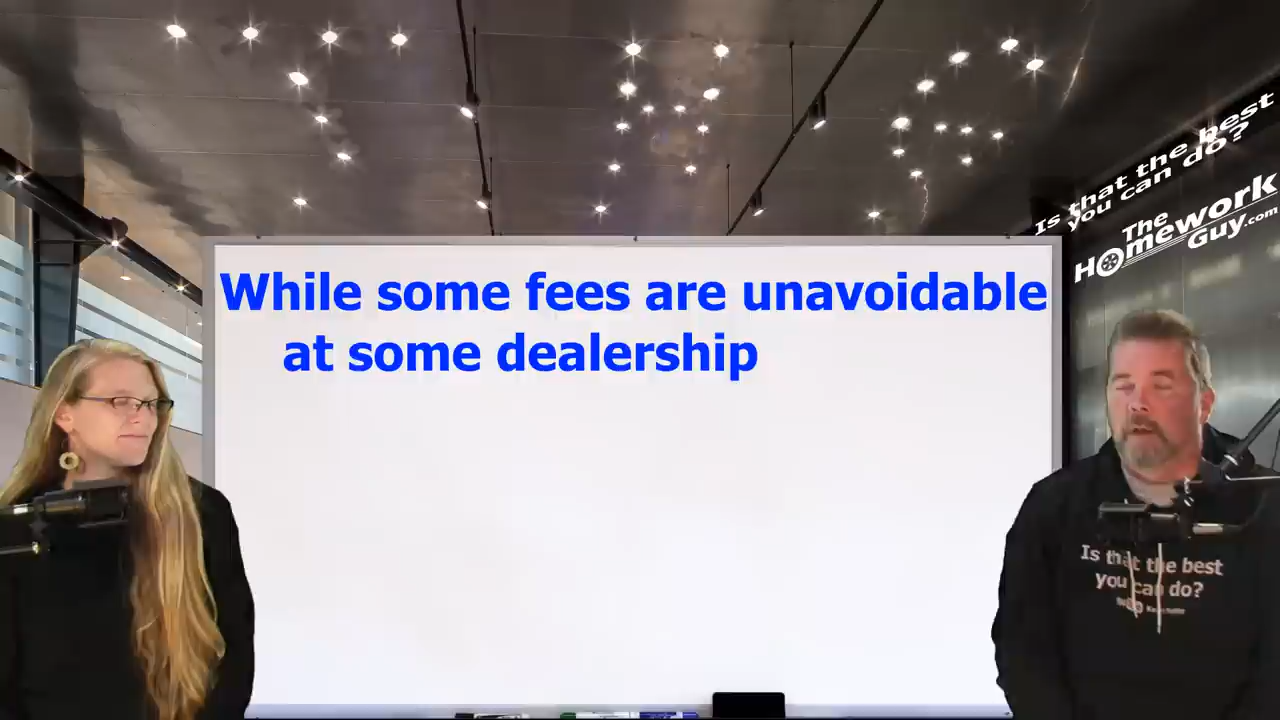 Is that the best
you can do?
The
Homework
Guy.com
While some fees are unavoidable
at some dealership
Is that the best
you can do?